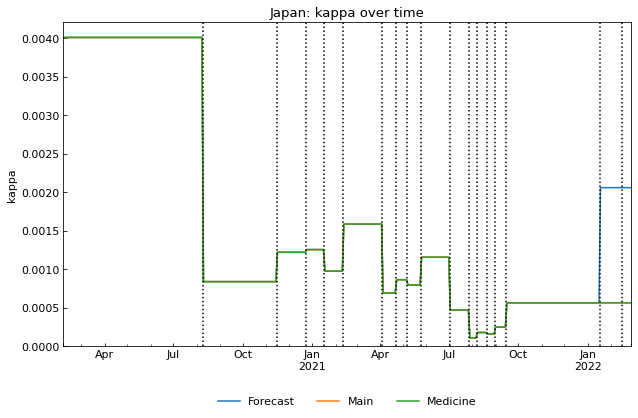 Japan: kappa over time
kappa
0.0040
0.0035
0.0030
0.0025
0.0020
0.0015
0.0010
0.0005
0.0000
Apr Jul Oct Jan Apr Jul Oct Jan
2021 2022
Forecast Main Medicine